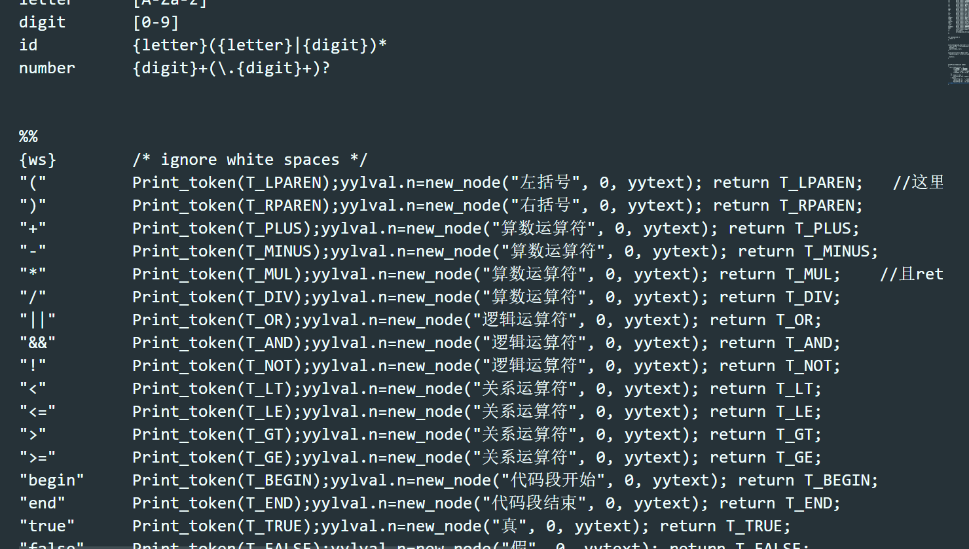 letter      [A-Za-z]
digit       [0-9]
id          {letter}({letter}|{digit})*
number      {digit}+(\.{digit}+)?
%%
{ws}        /* ignore white spaces */
"("         Print_token(T_LPAREN);yylval.n=new_node("左括号", 0, yytext); return T_LPAREN;   //这里
")"         Print_token(T_RPAREN);yylval.n=new_node("右括号", 0, yytext); return T_RPAREN;
"+"         Print_token(T_PLUS);yylval.n=new_node("算数运算符", 0, yytext); return T_PLUS;
"-"         Print_token(T_MINUS);yylval.n=new_node("算数运算符", 0, yytext); return T_MINUS;
"*"         Print_token(T_MUL);yylval.n=new_node("算数运算符", 0, yytext); return T_MUL;    //且ret
"/"         Print_token(T_DIV);yylval.n=new_node("算数运算符", 0, yytext); return T_DIV;
"||"        Print_token(T_OR);yylval.n=new_node("逻辑运算符", 0, yytext); return T_OR;
"&&"        Print_token(T_AND);yylval.n=new_node("逻辑运算符", 0, yytext); return T_AND;
"!"         Print_token(T_NOT);yylval.n=new_node("逻辑运算符", 0, yytext); return T_NOT;
"<"         Print_token(T_LT);yylval.n=new_node("关系运算符", 0, yytext); return T_LT;
"<="        Print_token(T_LE);yylval.n=new_node("关系运算符", 0, yytext); return T_LE;
">"         Print_token(T_GT);yylval.n=new_node("关系运算符", 0, yytext); return T_GT;
">="        Print_token(T_GE);yylval.n=new_node("关系运算符", 0, yytext); return T_GE;
"begin"     Print_token(T_BEGIN);yylval.n=new_node("代码段开始", 0, yytext); return T_BEGIN;
"end"       Print_token(T_END);yylval.n=new_node("代码段结束", 0, yytext); return T_END;
"true"      Print_token(T_TRUE);yylval.n=new_node("真", 0, yytext); return T_TRUE;
"false"     Print_token(T_FALSE);yylval.n=new_node("假", 0, yytext); return T_FALSE;